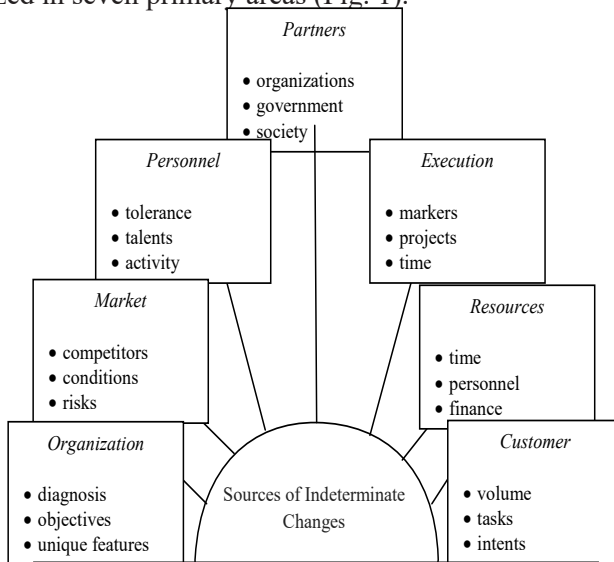 zed in seven primary areas (Fig. 1).
Partners
• organizations
• government
• society
Personnel
• tolerance
• talents
• activity
Execution
• markers
• projects
• time
Market
• competitors
• conditions
• risks
Resources
• time
• personnel
• finance
Organization
• diagnosis
• objectives
• unique features
Customer
• volume
• tasks
• intents
Sources of Indeterminate
Changes